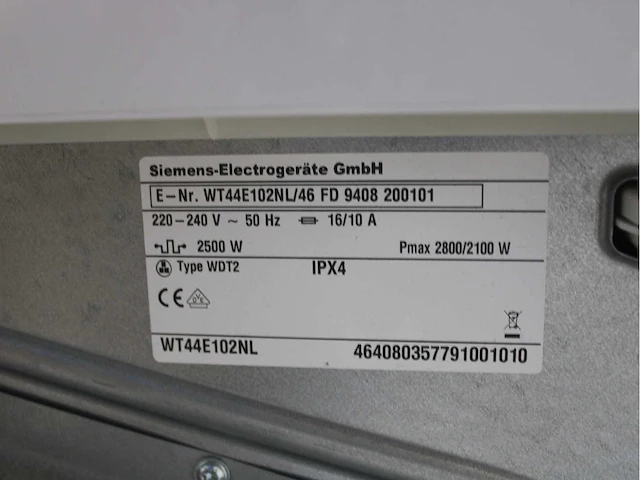 Siemens-Electrogeräte GmbH
E-Nr. WT44E102NL/46 FD 9408 200101
220-240 V ~ 50 Hz 16/10 A
2500 W Pmax 2800/2100 W
Type WDT2 IPX4
CE
WT44E102NL 464080357791001010